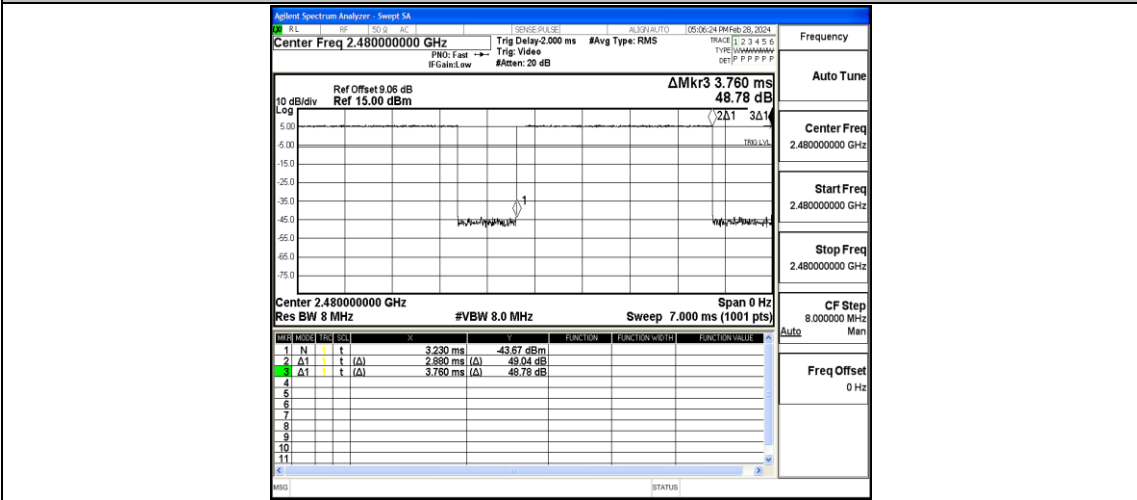 Agilent Spectrum Analyzer - Swept SA
RL RF 50 Ω AC SENSE:PULSE ALIGN AUTO 05:06:24 PM Feb 28, 2024
Center Freq 2.480000000 GHz
PNO: Fast
IFGain:Low
Trig Delay-2.000 ms
Trig: Video
#Atten: 20 dB
#Avg Type: RMS
TRACE 1 2 3 4 5 6
TYPE WWWWWW
DET P P P P P P
Ref Offset 9.06 dB
10 dB/div Ref 15.00 dBm
Log
ΔMkr3 3.760 ms
48.78 dB
5.00
-5.00
-15.0
-25.0
-35.0
-45.0
-55.0
-65.0
-75.0
2Δ1 3Δ1
TRIG LVL
1
Center 2.480000000 GHz Span 0 Hz
Res BW 8 MHz #VBW 8.0 MHz Sweep 7.000 ms (1001 pts)
MKR MODE TRC SCL X Y FUNCTION FUNCTION WIDTH FUNCTION VALUE
1 N 1 t 3.230 ms -43.67 dBm
2 Δ1 1 t (Δ) 2.880 ms (Δ) 49.04 dB
3 Δ1 1 t (Δ) 3.760 ms (Δ) 48.78 dB
4
5
6
7
8
9
10
11
MSG STATUS
Frequency
Auto Tune
Center Freq
2.480000000 GHz
Start Freq
2.480000000 GHz
Stop Freq
2.480000000 GHz
CF Step
8.000000 MHz
Auto Man
Freq Offset
0 Hz